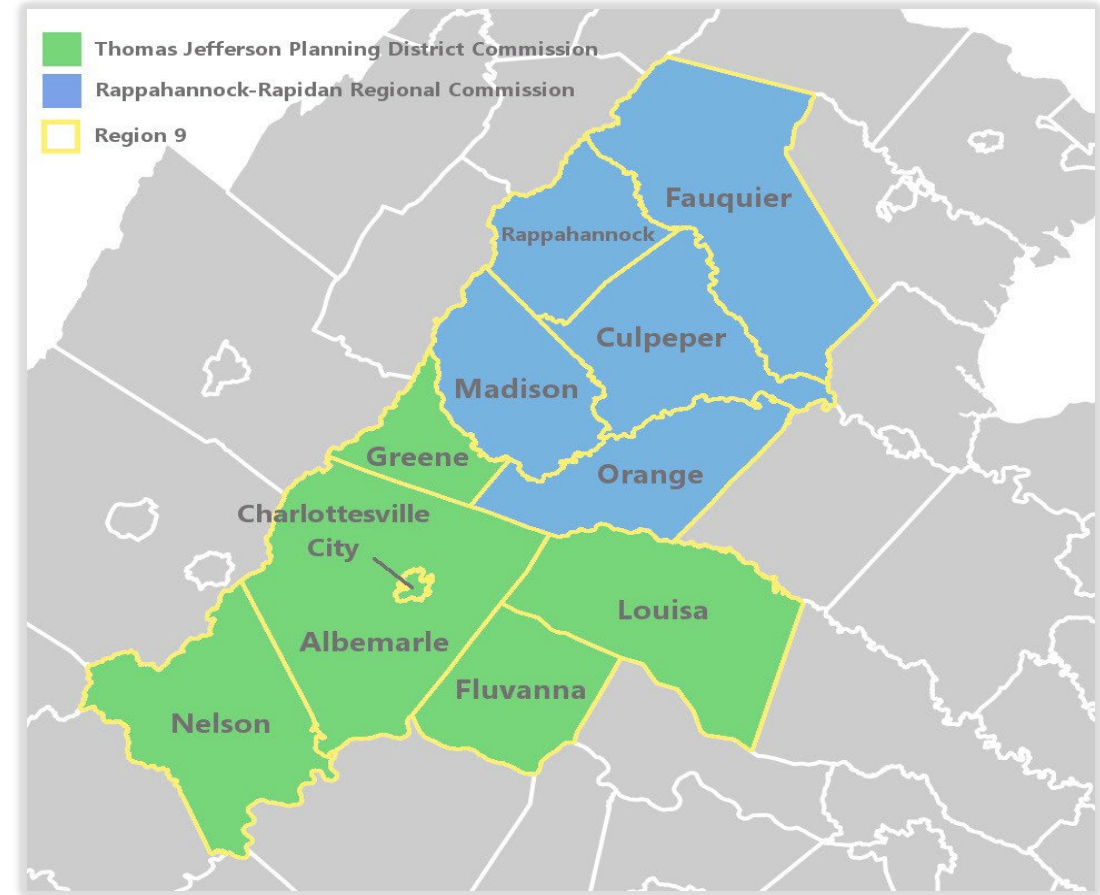 Thomas Jefferson Planning District Commission
Rappahannock-Rapidan Regional Commission
Region 9
Fauquier
Rappahannock
Culpeper
Madison
Greene
Orange
Charlottesville
City
Louisa
Albemarle
Fluvanna
Nelson